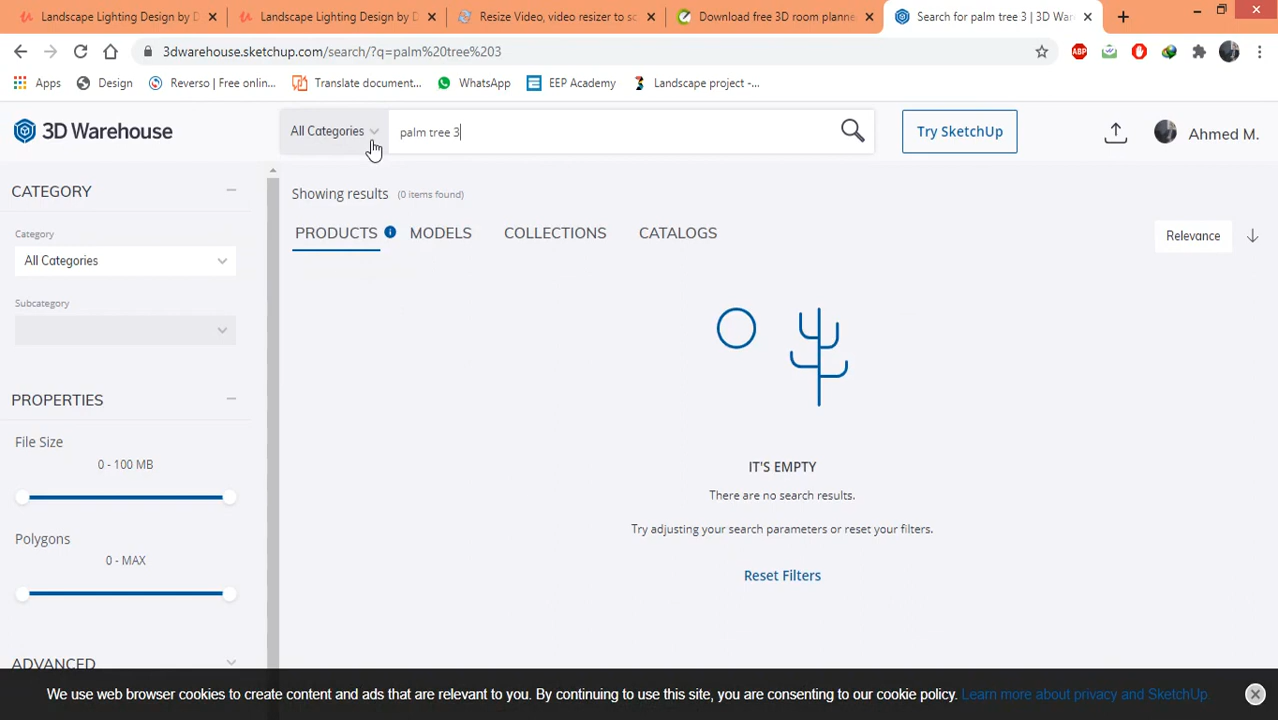 Landscape Lighting Design by D
Landscape Lighting Design by D
Resize Video, video resizer to sc
Download free 3D room planne
Search for palm tree 3 | 3D Ware
3dwarehouse.sketchup.com/search/?q=palm%20tree%203
ABP
Apps
Design
Reverso | Free onlin...
Translate document...
WhatsApp
EEP Academy
Landscape project -...
3D Warehouse
All Categories
palm tree 3
Try SketchUp
Ahmed M.
CATEGORY
Category
All Categories
Subcategory
PROPERTIES
File Size
0 - 100 MB
Polygons
0 - MAX
ADVANCED
Showing results (0 items found)
PRODUCTS i MODELS COLLECTIONS CATALOGS
Relevance
IT'S EMPTY
There are no search results.
Try adjusting your search parameters or reset your filters.
Reset Filters
We use web browser cookies to create content and ads that are relevant to you. By continuing to use this site, you are consenting to our cookie policy. Learn more about privacy and SketchUp.